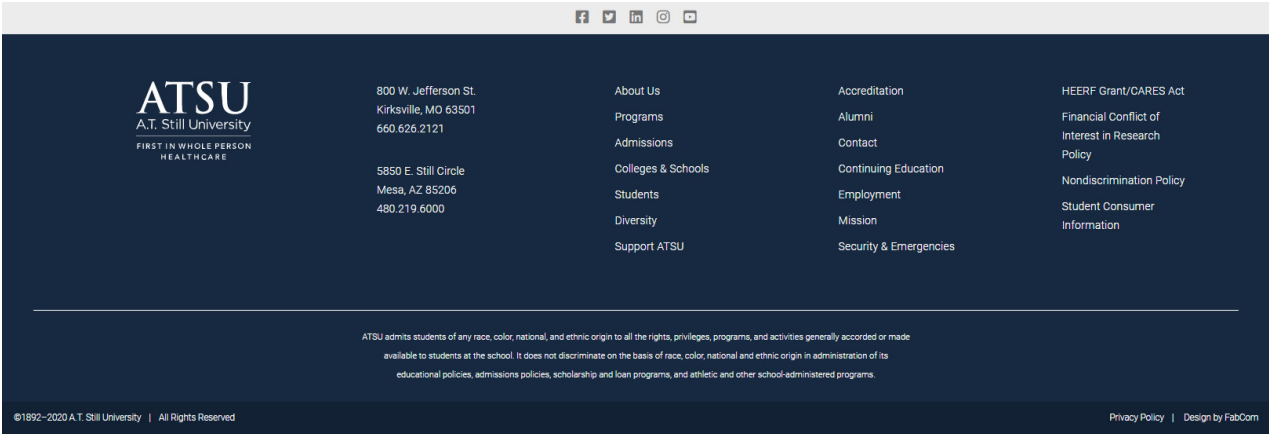 ATSU
A.T. Still University
FIRST IN WHOLE PERSON
HEALTHCARE
800 W. Jefferson St.
Kirksville, MO 63501
660.626.2121
5850 E. Still Circle
Mesa, AZ 85206
480.219.6000
About Us
Programs
Admissions
Colleges & Schools
Students
Diversity
Support ATSU
Accreditation
Alumni
Contact
Continuing Education
Employment
Mission
Security & Emergencies
HEERF Grant/CARES Act
Financial Conflict of
Interest in Research
Policy
Nondiscrimination Policy
Student Consumer
Information
ATSU admits students of any race, color, national, and ethnic origin to all the rights, privileges, programs, and activities generally accorded or made
available to students at the school. It does not discriminate on the basis of race, color, national and ethnic origin in administration of its
educational policies, admissions policies, scholarship and loan programs, and athletic and other school-administered programs.
©1892–2020 A.T. Still University | All Rights Reserved
Privacy Policy | Design by FabCom